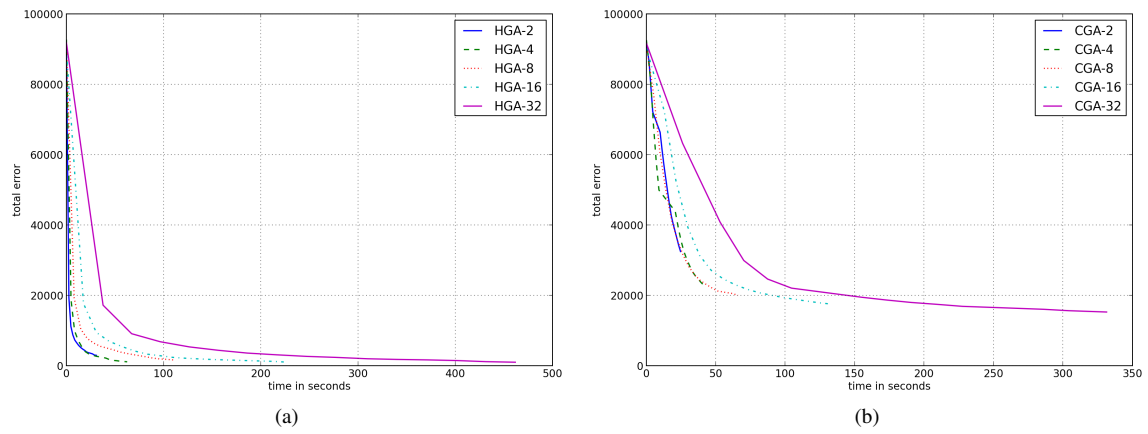 100000
80000
60000
40000
20000
0
total error
0
100
200
300
400
500
time in seconds
HGA-2
HGA-4
HGA-8
HGA-16
HGA-32
(a)
100000
80000
60000
40000
20000
0
total error
0
50
100
150
200
250
300
350
time in seconds
CGA-2
CGA-4
CGA-8
CGA-16
CGA-32
(b)